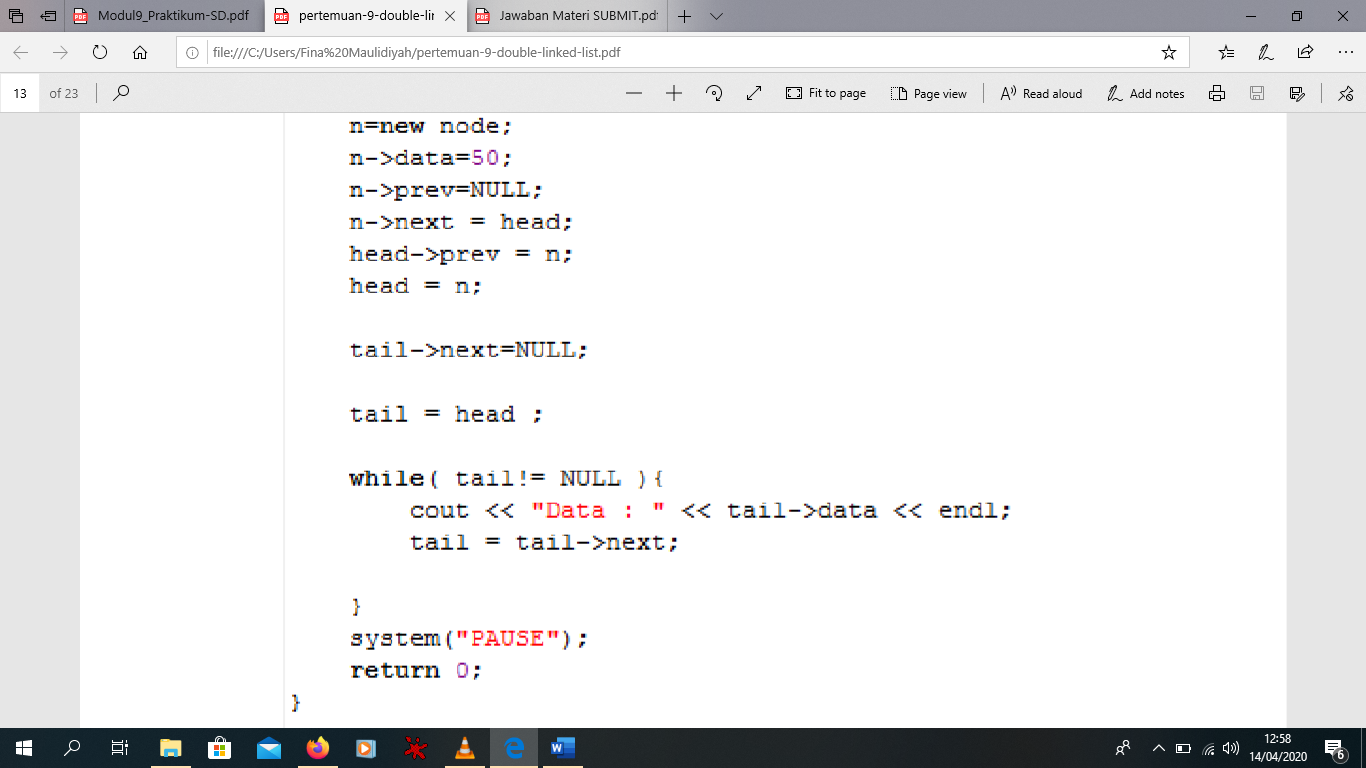 Modul9_Praktikum-SD.pdf
pertemuan-9-double-lin
Jawaban Materi SUBMIT.pdf
file:///C:/Users/Fina%20Maulidiyah/pertemuan-9-double-linked-list.pdf
13 of 23
Fit to page
Page view
Read aloud
Add notes
n=new node;
n->data=50;
n->prev=NULL;
n->next = head;
head->prev = n;
head = n;
tail->next=NULL;
tail = head ;
while( tail!= NULL ){
cout << "Data : " << tail->data << endl;
tail = tail->next;
}
system("PAUSE");
return 0;
}
12:58
14/04/2020
6